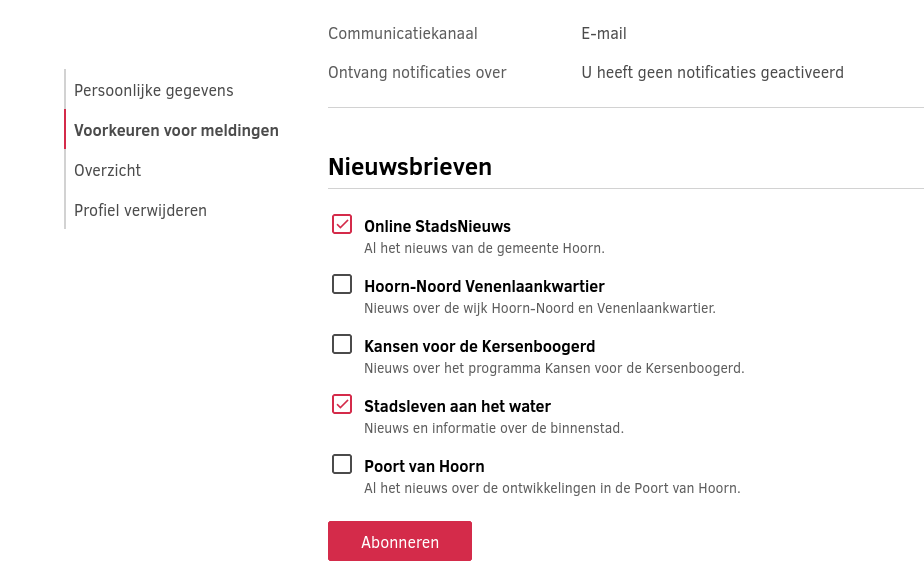 Communicatiekanaal E-mail
Ontvang notificaties over U heeft geen notificaties geactiveerd
Persoonlijke gegevens
Voorkeuren voor meldingen
Overzicht
Profiel verwijderen
Nieuwsbrieven
Online StadsNieuws
Al het nieuws van de gemeente Hoorn.
Hoorn-Noord Venenlaankwartier
Nieuws over de wijk Hoorn-Noord en Venenlaankwartier.
Kansen voor de Kersenboogerd
Nieuws over het programma Kansen voor de Kersenboogerd.
Stadsleven aan het water
Nieuws en informatie over de binnenstad.
Poort van Hoorn
Al het nieuws over de ontwikkelingen in de Poort van Hoorn.
Abonneren